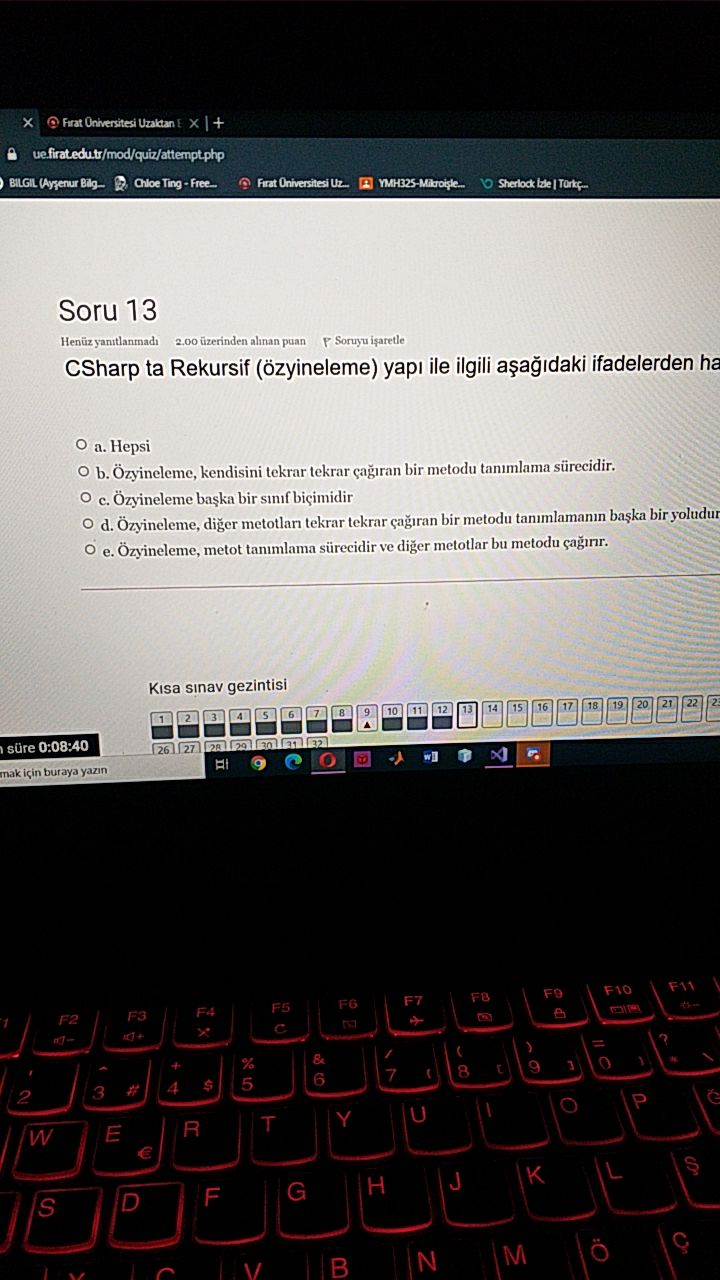 Fırat Üniversitesi Uzaktan E
ue.firat.edu.tr/mod/quiz/attempt.php
BILGIL (Ayşenur Bilg... Chloe Ting - Free... Fırat Üniversitesi Uz... YMH325-Mikroişle... Sherlock İzle | Türkç...
Soru 13
Henüz yanıtlanmadı 2.00 üzerinden alınan puan Soruyu işaretle
CSharp ta Rekursif (özyineleme) yapı ile ilgili aşağıdaki ifadelerden ha
a. Hepsi
b. Özyineleme, kendisini tekrar tekrar çağıran bir metodu tanımlama sürecidir.
c. Özyineleme başka bir sınıf biçimidir
d. Özyineleme, diğer metotları tekrar tekrar çağıran bir metodu tanımlamanın başka bir yoludur
e. Özyineleme, metot tanımlama sürecidir ve diğer metotlar bu metodu çağırır.
Kısa sınav gezintisi
1 2 3 4 5 6 7 8 9 10 11 12 13 14 15 16 17 18 19 20 21 22 23
26 27 28 29 30 31 32
süre 0:08:40
mak için buraya yazın
F2 F3 F4 F5 F6 F7 F8 F9 F10 F11
2 3 # + 4 $ % 5 & 6 / 7 ( 8 ) 9 = 0 ? *
W E € R T Y U I O P Ğ
S D F G H J K L Ş
C V B N M Ö Ç